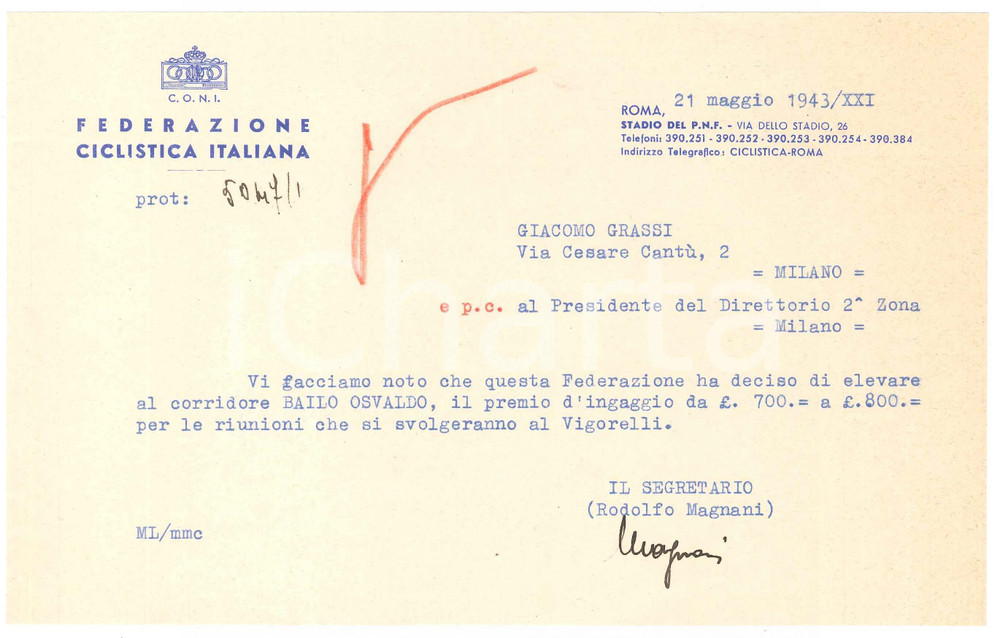 C. O. N. I.
FEDERAZIONE
CICLISTICA ITALIANA
prot: 5047/1
ROMA, 21 maggio 1943/XXI
STADIO DEL P.N.F. - VIA DELLO STADIO, 26
Telefoni: 390.251 - 390.252 - 390.253 - 390.254 - 390.384
Indirizzo Telegrafico: CICLISTICA-ROMA
GIACOMO GRASSI
Via Cesare Cantù, 2
= MILANO =
e p.c. al Presidente del Direttorio 2^ Zona
= Milano =
Vi facciamo noto che questa Federazione ha deciso di elevare
al corridore BAILO OSVALDO, il premio d'ingaggio da £. 700.= a £.800.=
per le riunioni che si svolgeranno al Vigorelli.
IL SEGRETARIO
(Rodolfo Magnani)
Magnani
ML/mmc
iCharta